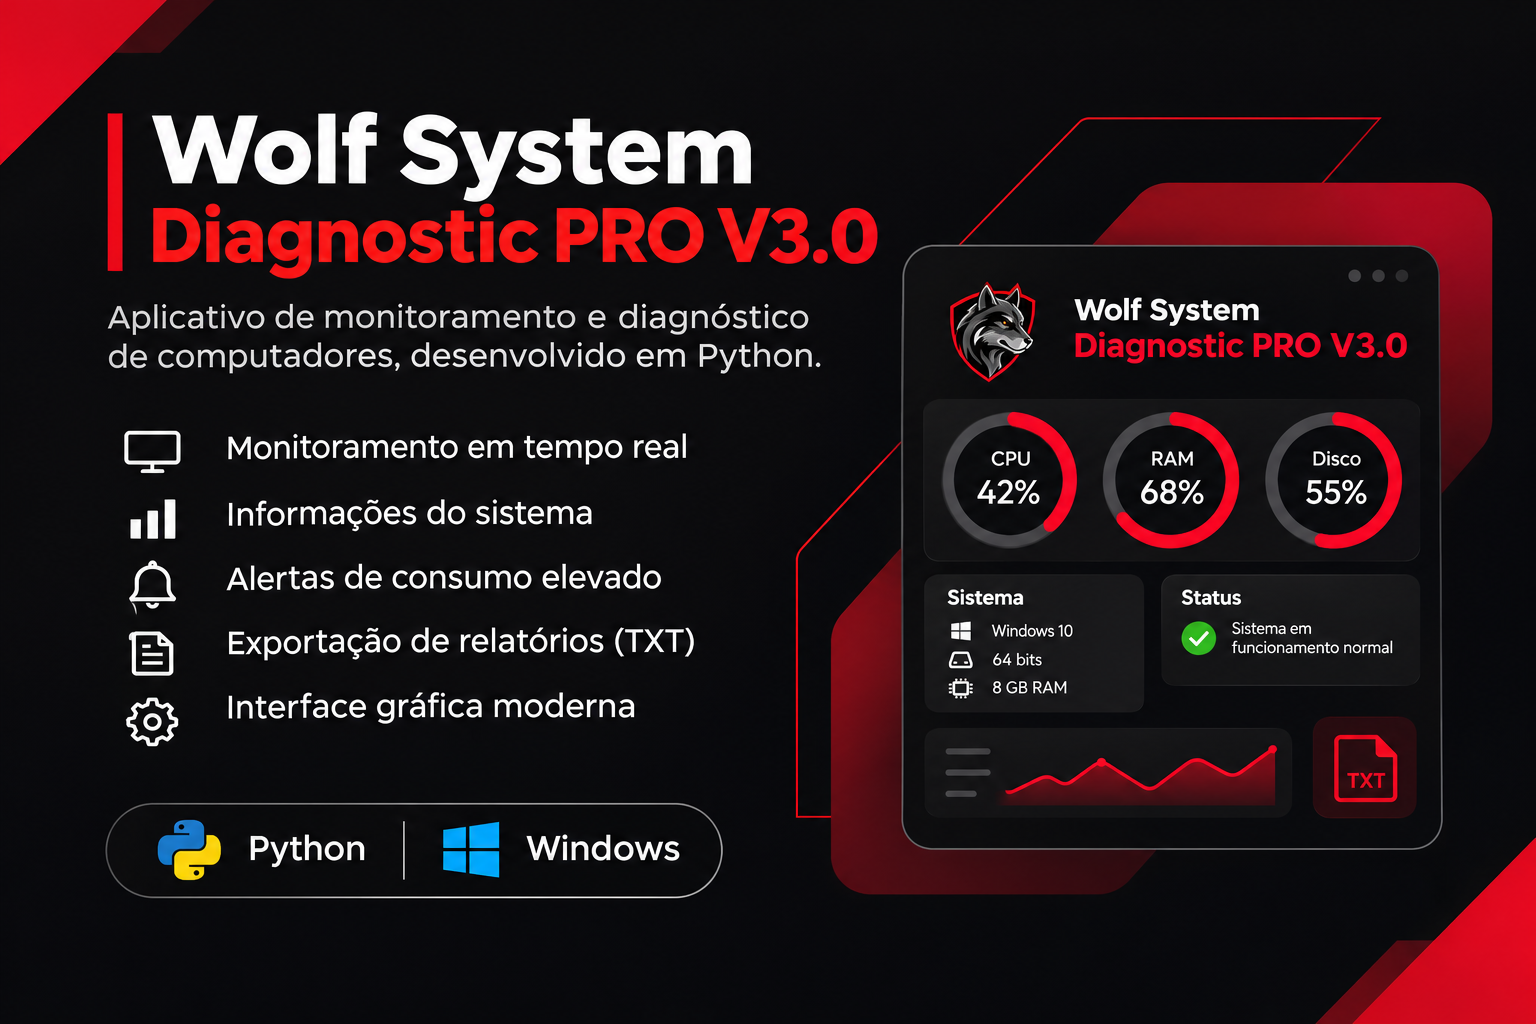 Wolf System
Diagnostic PRO V3.0
Aplicativo de monitoramento e diagnóstico
de computadores, desenvolvido em Python.
Monitoramento em tempo real
Informações do sistema
Alertas de consumo elevado
Exportação de relatórios (TXT)
Interface gráfica moderna
Python
Windows
Wolf System
Diagnostic PRO V3.0
CPU
42%
RAM
68%
Disco
55%
Sistema
Windows 10
64 bits
8 GB RAM
Status
Sistema em
funcionamento normal
TXT